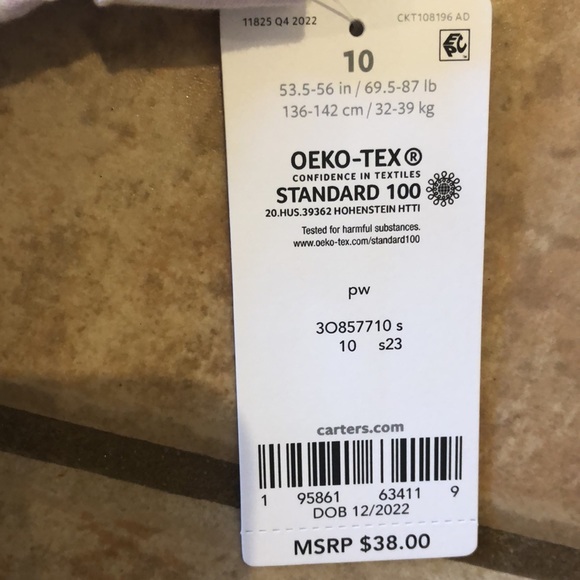 11825 Q4 2022 CKT108196 AD
EPC
10
53.5-56 in / 69.5-87 lb
136-142 cm / 32-39 kg
OEKO-TEX®
CONFIDENCE IN TEXTILES
STANDARD 100
20.HUS.39362 HOHENSTEIN HTTI
Tested for harmful substances.
www.oeko-tex.com/standard100
pw
3O857710 s
10 s23
carters.com
1 95861 63411 9
DOB 12/2022
MSRP $38.00